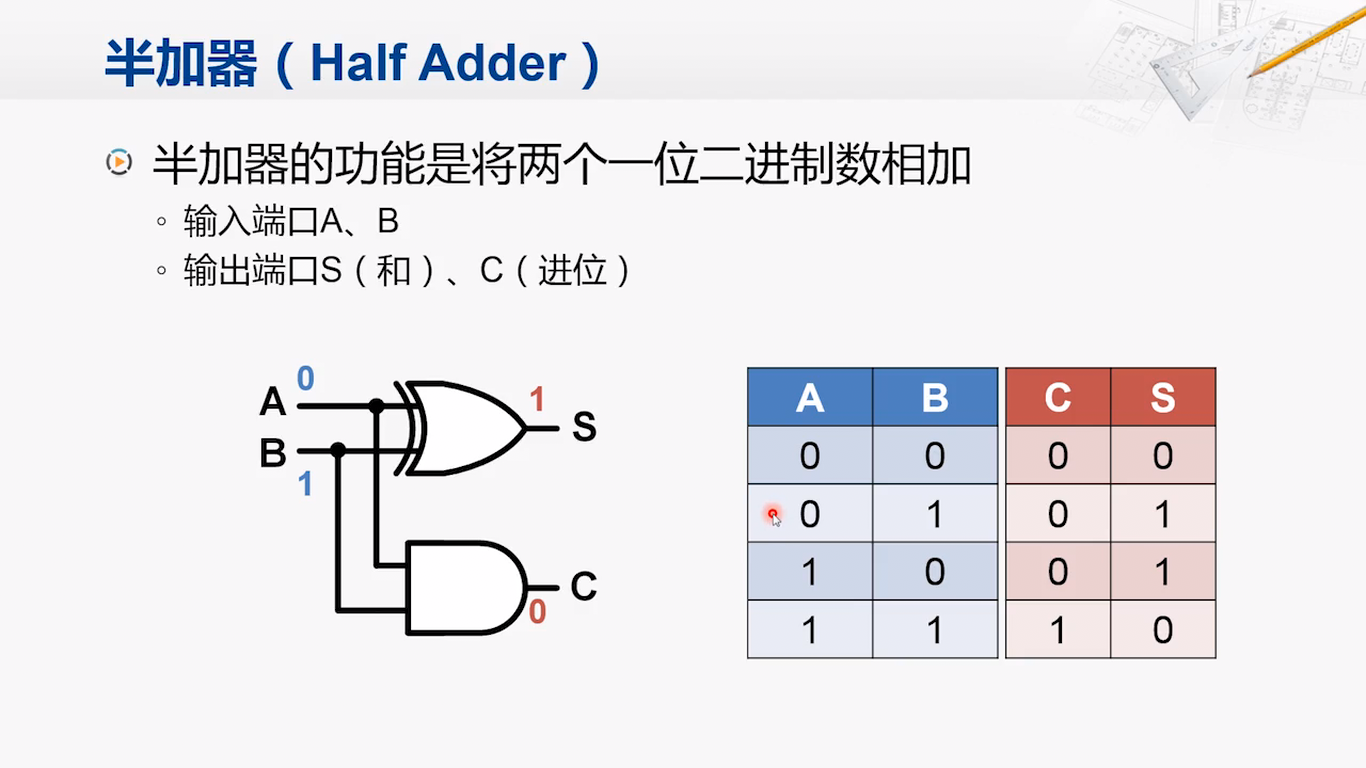 半加器（Half Adder）
半加器的功能是将两个一位二进制数相加
输入端口A、B
输出端口S（和）、C（进位）
A 0
B 1
1 S
C 0
A B C S
0 0 0 0
0 1 0 1
1 0 0 1
1 1 1 0